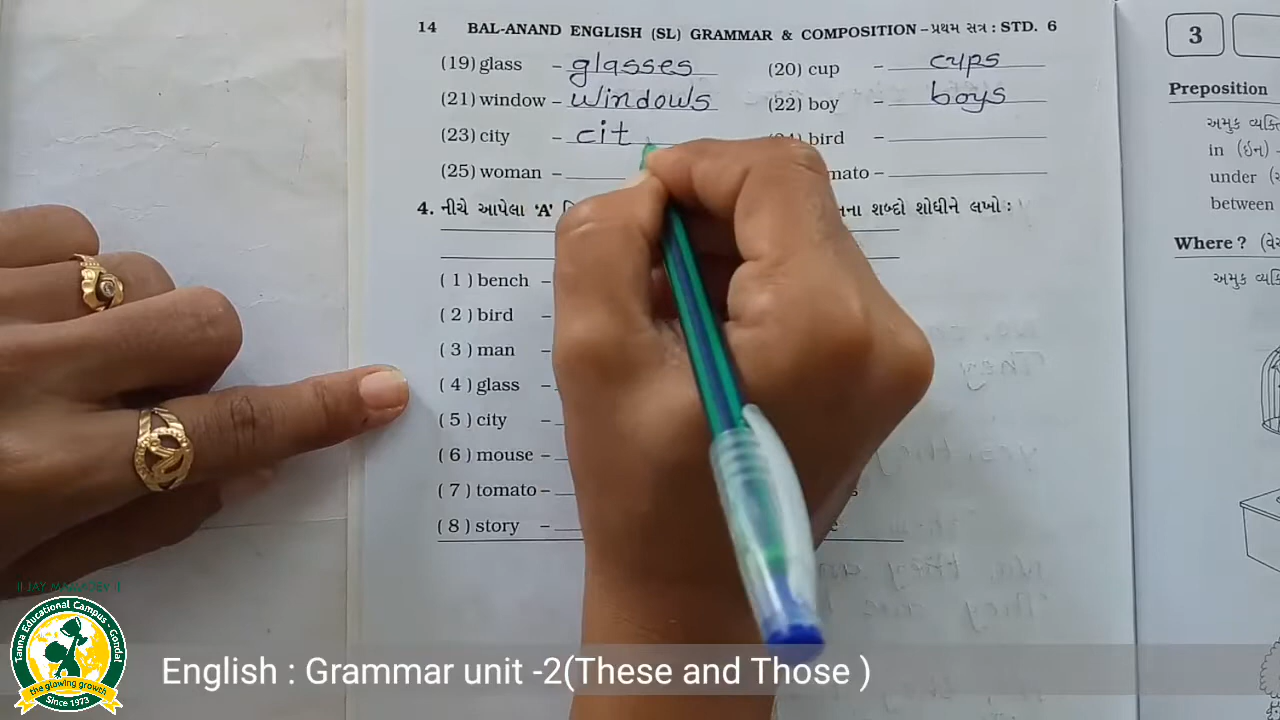 14 BAL-ANAND ENGLISH (SL) GRAMMAR & COMPOSITION – પ્રથમ સત્ર : STD. 6
(19) glass – glasses (20) cup – cups
(21) window – windows (22) boy – boys
(23) city – cit bird –
(25) woman – mato –
4. નીચે આપેલા 'A' ના શબ્દો શોધીને લખો :
( 1 ) bench –
( 2 ) bird –
( 3 ) man –
( 4 ) glass –
( 5 ) city –
( 6 ) mouse –
( 7 ) tomato –
( 8 ) story –
3
Preposition
અમુક
in (ઈન) –
under
between
Where ?
અમુક
|| JAY MAHADEV ||
Tanna Educational Campus - Gondal
the glowing growth
Since 1973
English : Grammar unit -2(These and Those )